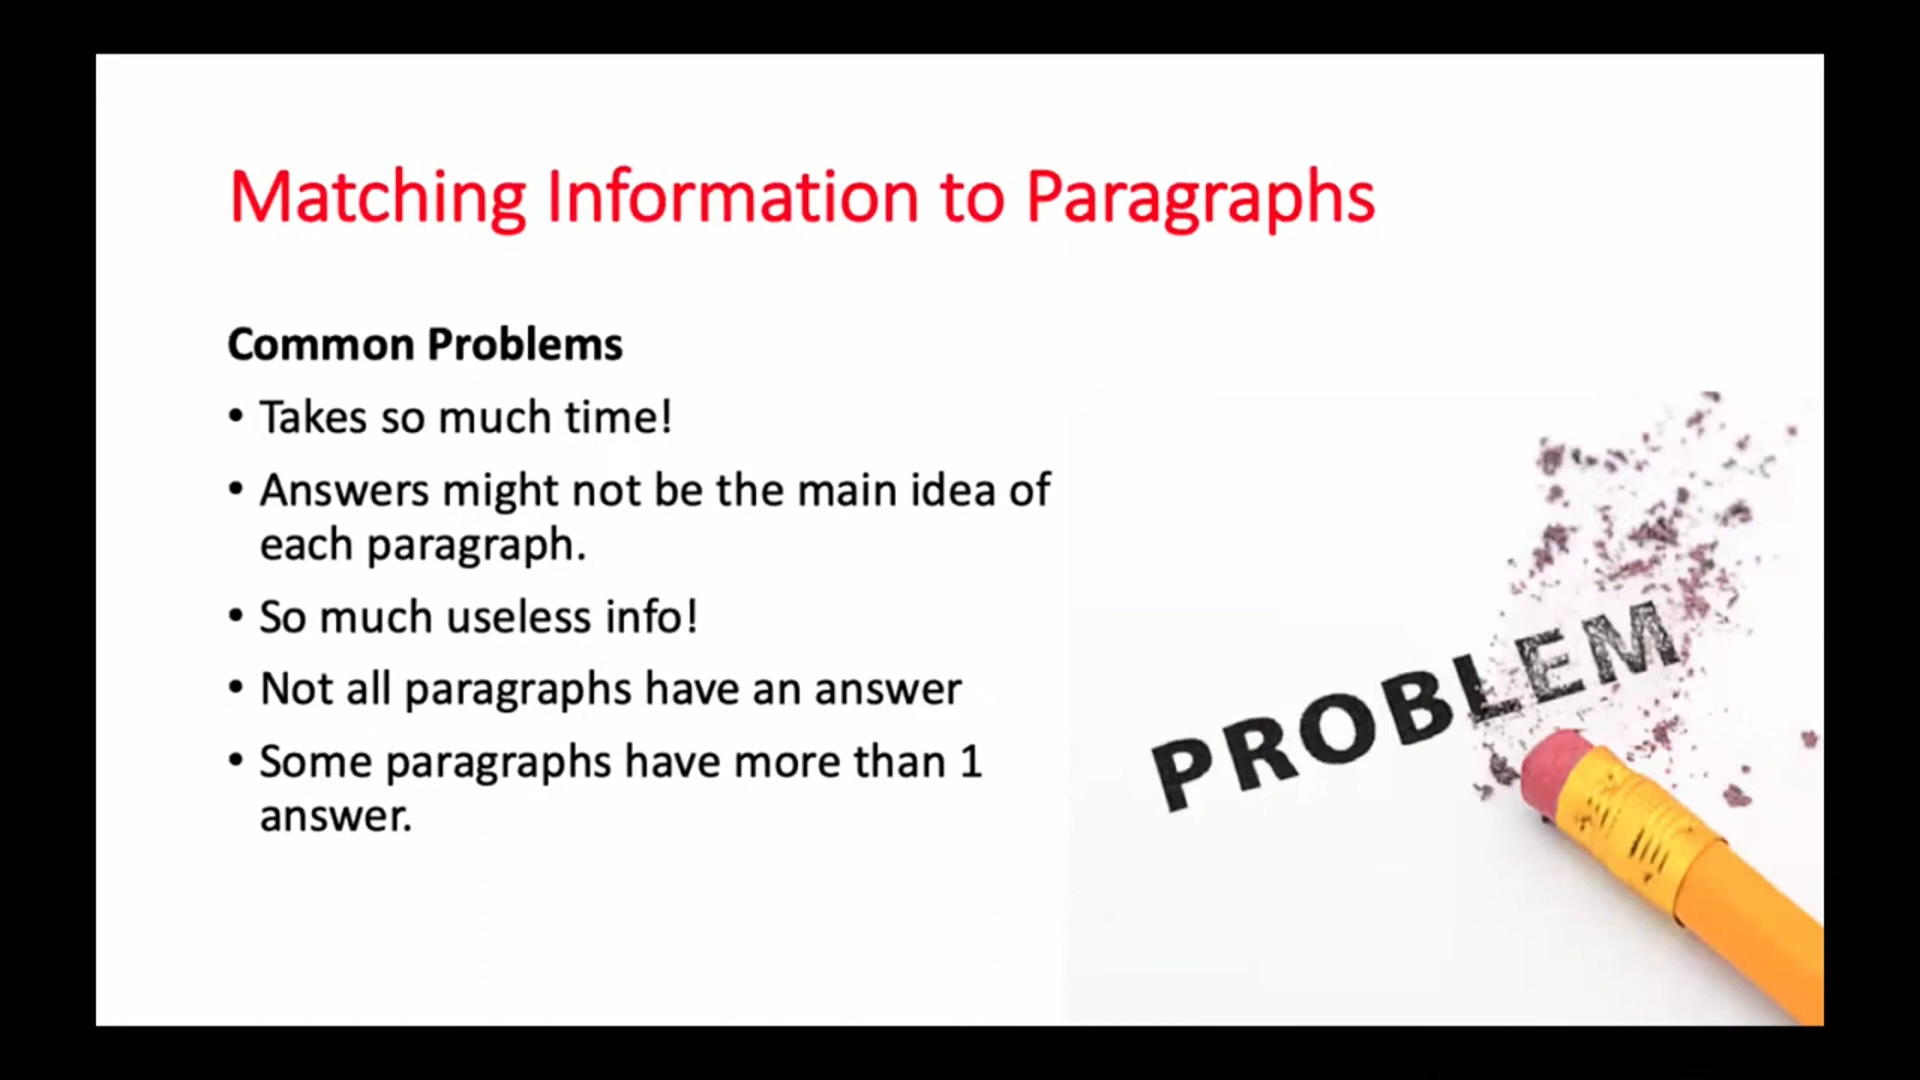 Matching Information to Paragraphs
Common Problems
• Takes so much time!
• Answers might not be the main idea of
each paragraph.
• So much useless info!
• Not all paragraphs have an answer
• Some paragraphs have more than 1
answer.
PROBLEM